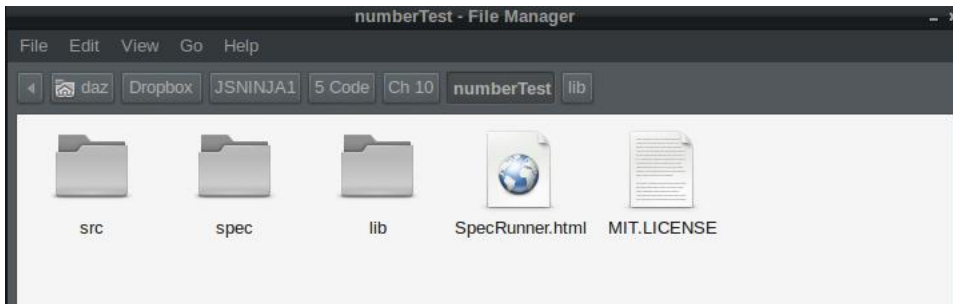 numberTest - File Manager
File Edit View Go Help
daz Dropbox JSNINJA1 5 Code Ch 10 numberTest lib
src spec lib SpecRunner.html MIT.LICENSE